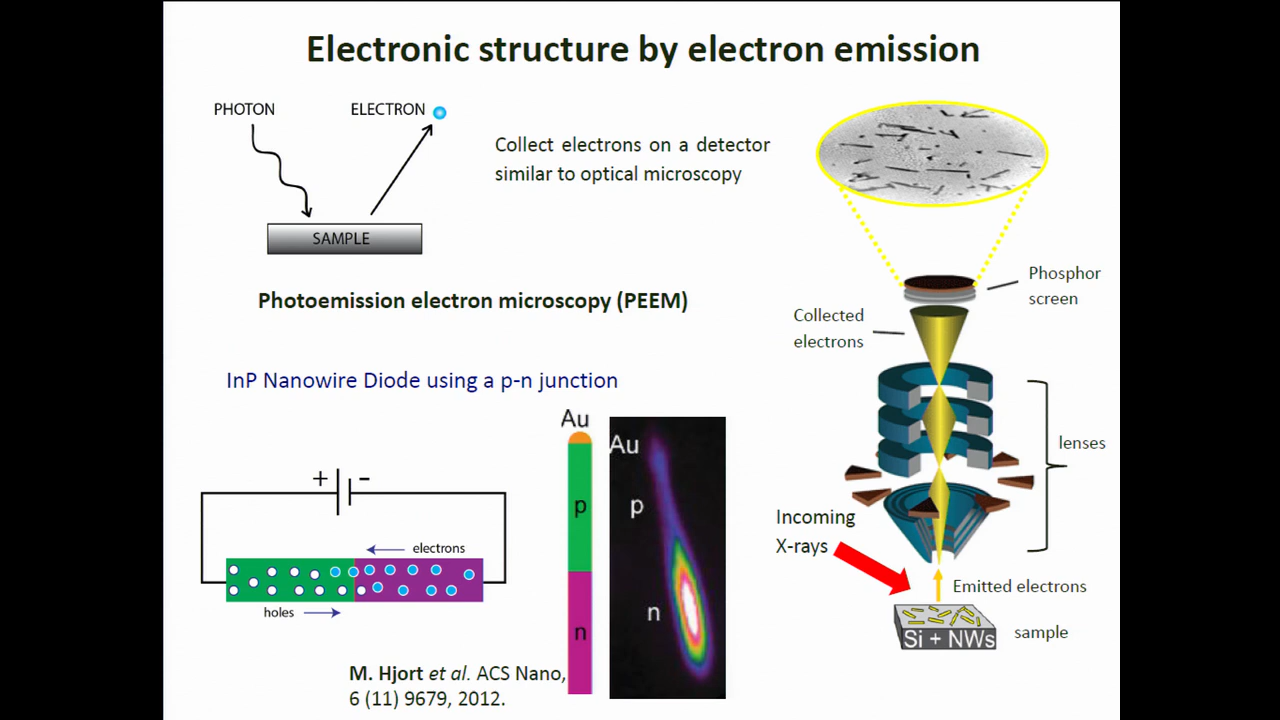 Electronic structure by electron emission
PHOTON
ELECTRON
SAMPLE
Collect electrons on a detector
similar to optical microscopy
Photoemission electron microscopy (PEEM)
InP Nanowire Diode using a p-n junction
+ -
electrons
holes
Au
p
n
Au
p
n
M. Hjort et al. ACS Nano,
6 (11) 9679, 2012.
Phosphor
screen
Collected
electrons
lenses
Incoming
X-rays
Emitted electrons
Si + NWs
sample